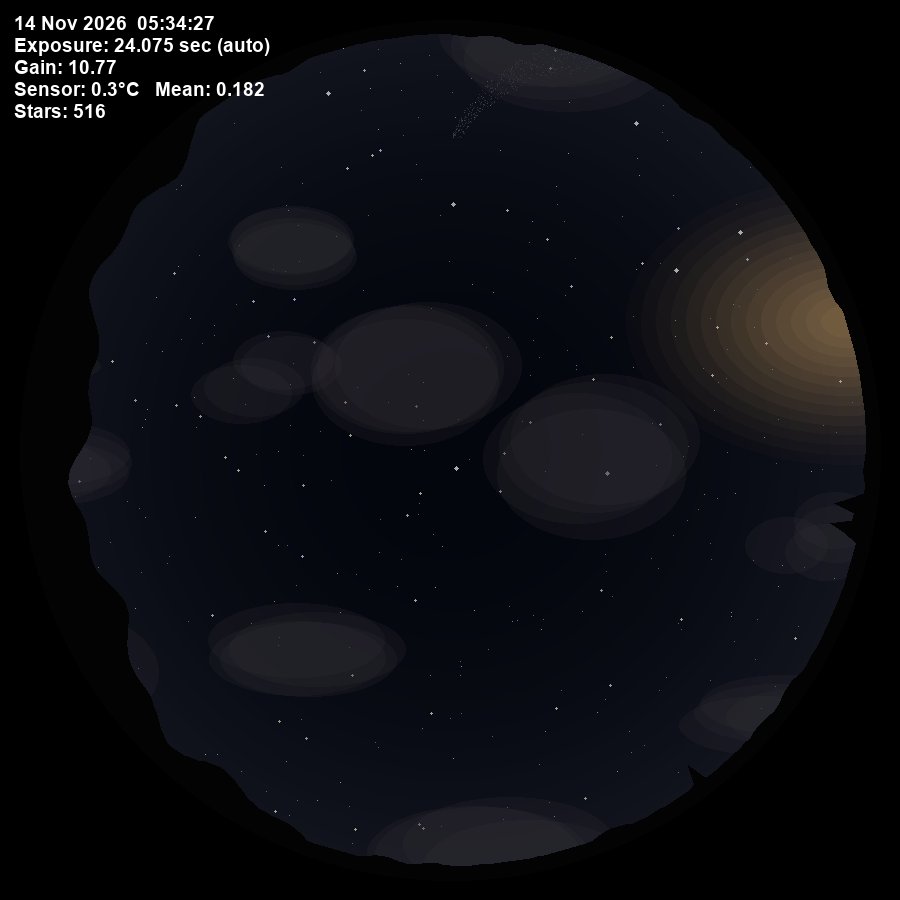 14 Nov 2026  05:34:27
Exposure: 24.075 sec (auto)
Gain: 10.77
Sensor: 0.3°C   Mean: 0.182
Stars: 516